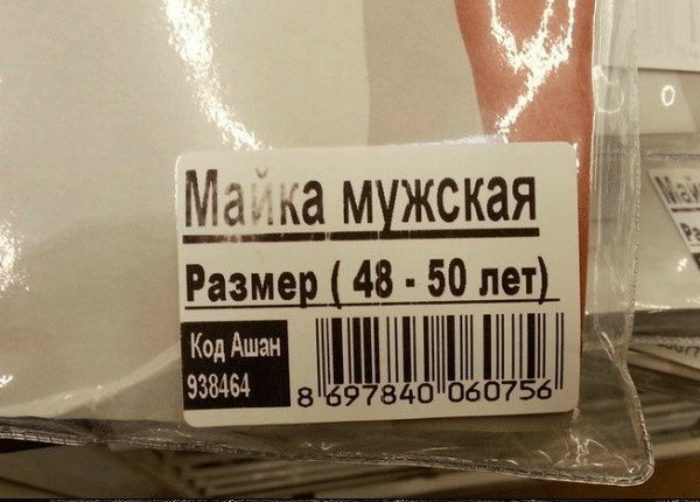 Майка мужская
Размер ( 48 - 50 лет)
Код Ашан
938464
8 697840 060756